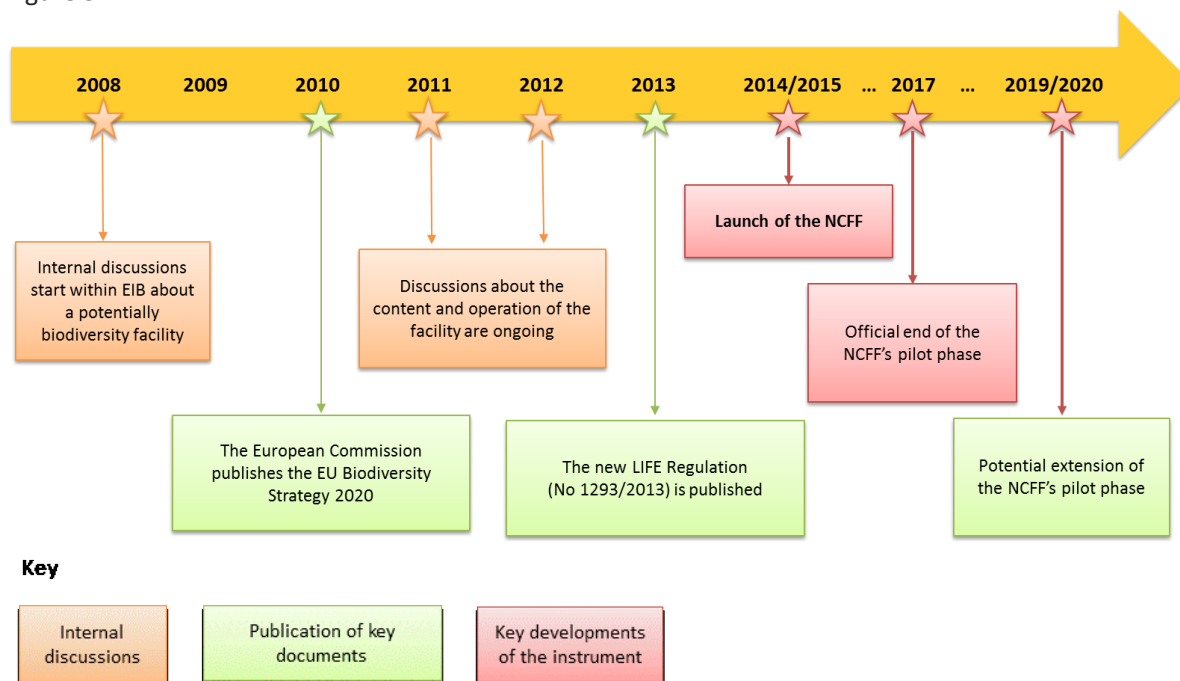 2008 2009 2010 2011 2012 2013 2014/2015 ... 2017 ... 2019/2020
Launch of the NCFF
Internal discussions
start within EIB about
a potentially
biodiversity facility
Discussions about the
content and operation of the
facility are ongoing
Official end of the
NCFF's pilot phase
The European Commission
publishes the EU Biodiversity
Strategy 2020
The new LIFE Regulation
(No 1293/2013) is published
Potential extension of
the NCFF's pilot phase
Key
Internal
discussions
Publication of key
documents
Key developments
of the instrument